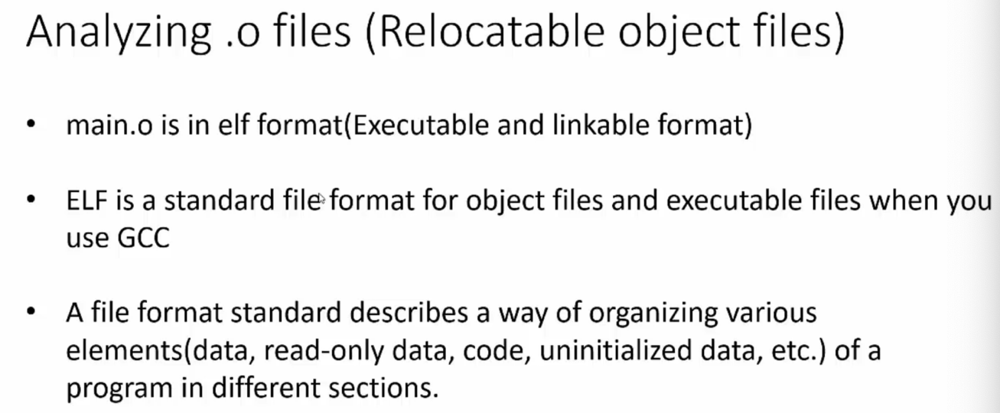 Analyzing .o files (Relocatable object files)
• main.o is in elf format(Executable and linkable format)
• ELF is a standard file format for object files and executable files when you
use GCC
• A file format standard describes a way of organizing various
elements(data, read-only data, code, uninitialized data, etc.) of a
program in different sections.